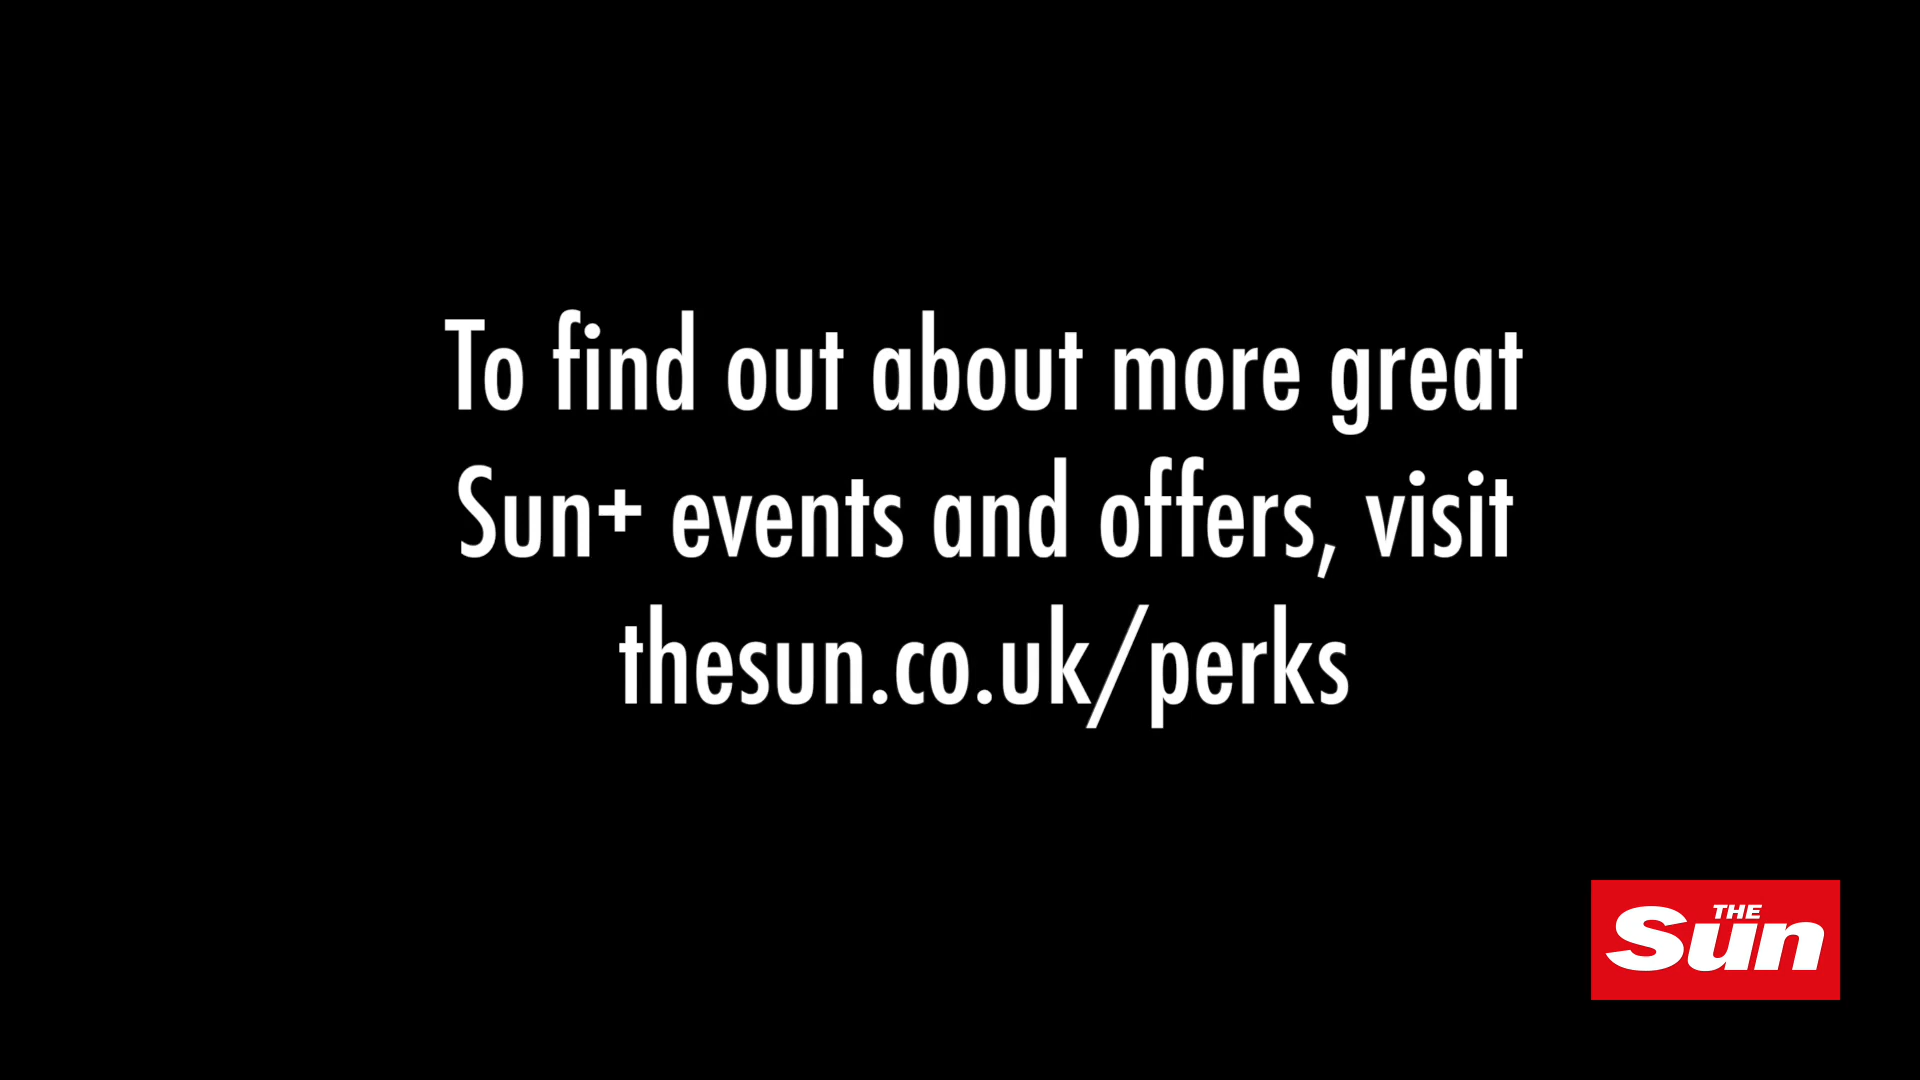 To find out about more great
Sun+ events and offers, visit
thesun.co.uk/perks
THE
Sun